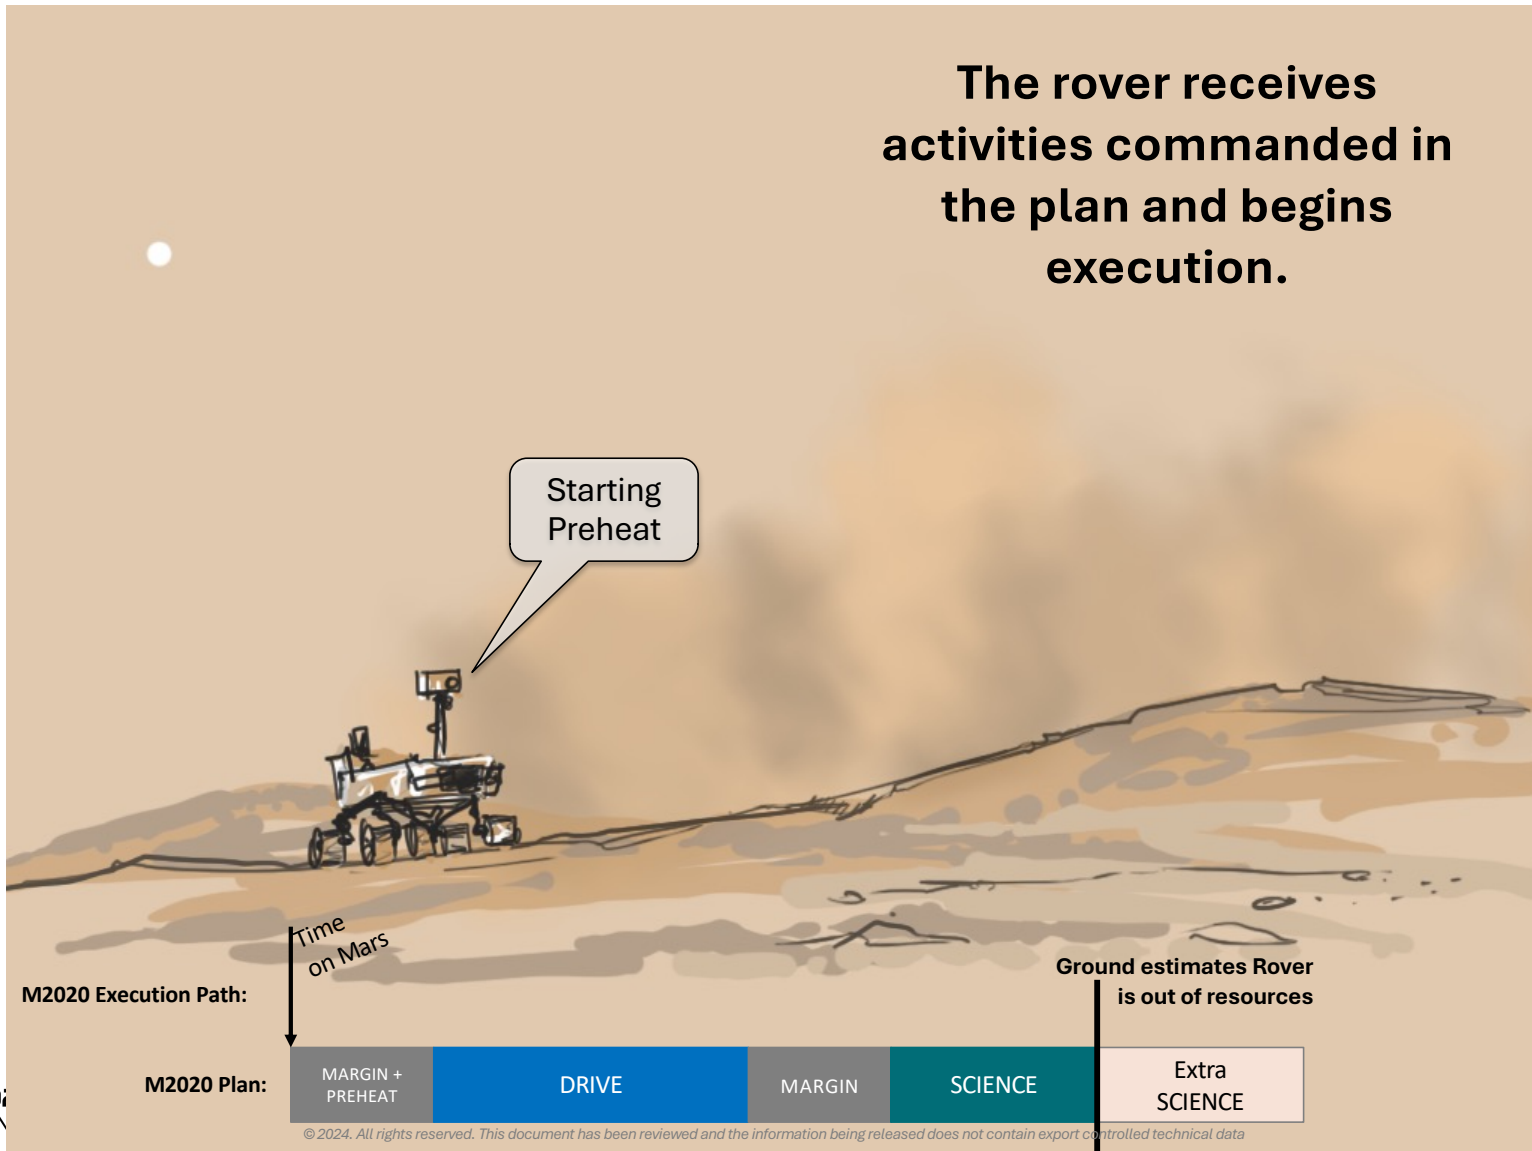 The rover receives
activities commanded in
the plan and begins
execution.
Starting
Preheat
Time
on Mars
Ground estimates Rover
is out of resources
M2020 Execution Path:
M2020 Plan:
MARGIN +
PREHEAT
DRIVE
MARGIN
SCIENCE
Extra
SCIENCE
© 2024. All rights reserved. This document has been reviewed and the information being released does not contain export controlled technical data